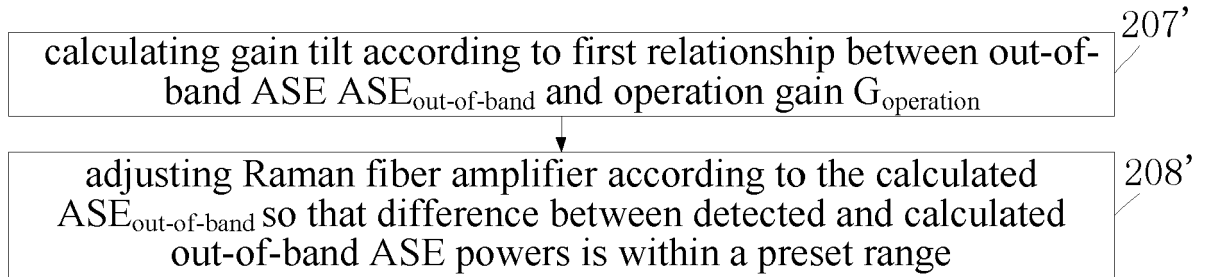 207’
calculating gain tilt according to first relationship between out-of-
band ASE ASEout-of-band and operation gain Goperation
208’
adjusting Raman fiber amplifier according to the calculated
ASEout-of-band so that difference between detected and calculated
out-of-band ASE powers is within a preset range